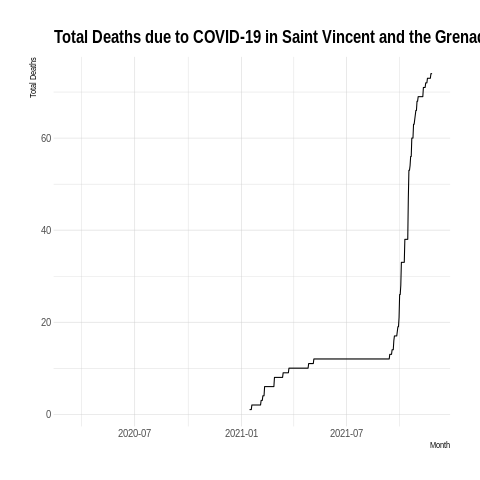 Total Deaths due to COVID-19 in Saint Vincent and the Grenad
Total Deaths
60
40
20
0
2020-07
2021-01
2021-07
Month